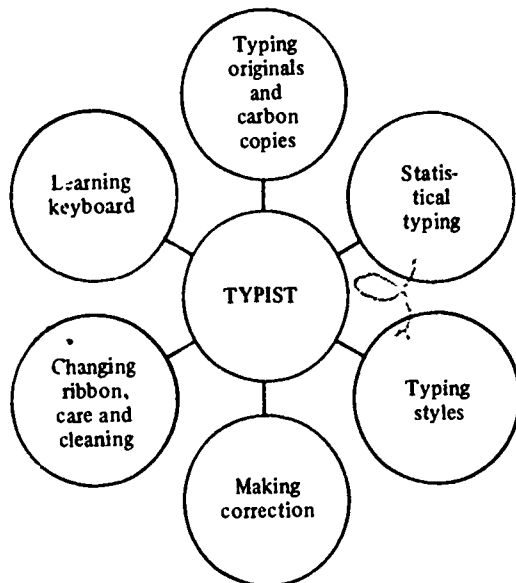 Typing
originals
and
carbon
copies
Learning
keyboard
Statis-
tical
typing
TYPIST
Changing
ribbon,
care and
cleaning
Typing
styles
Making
correction